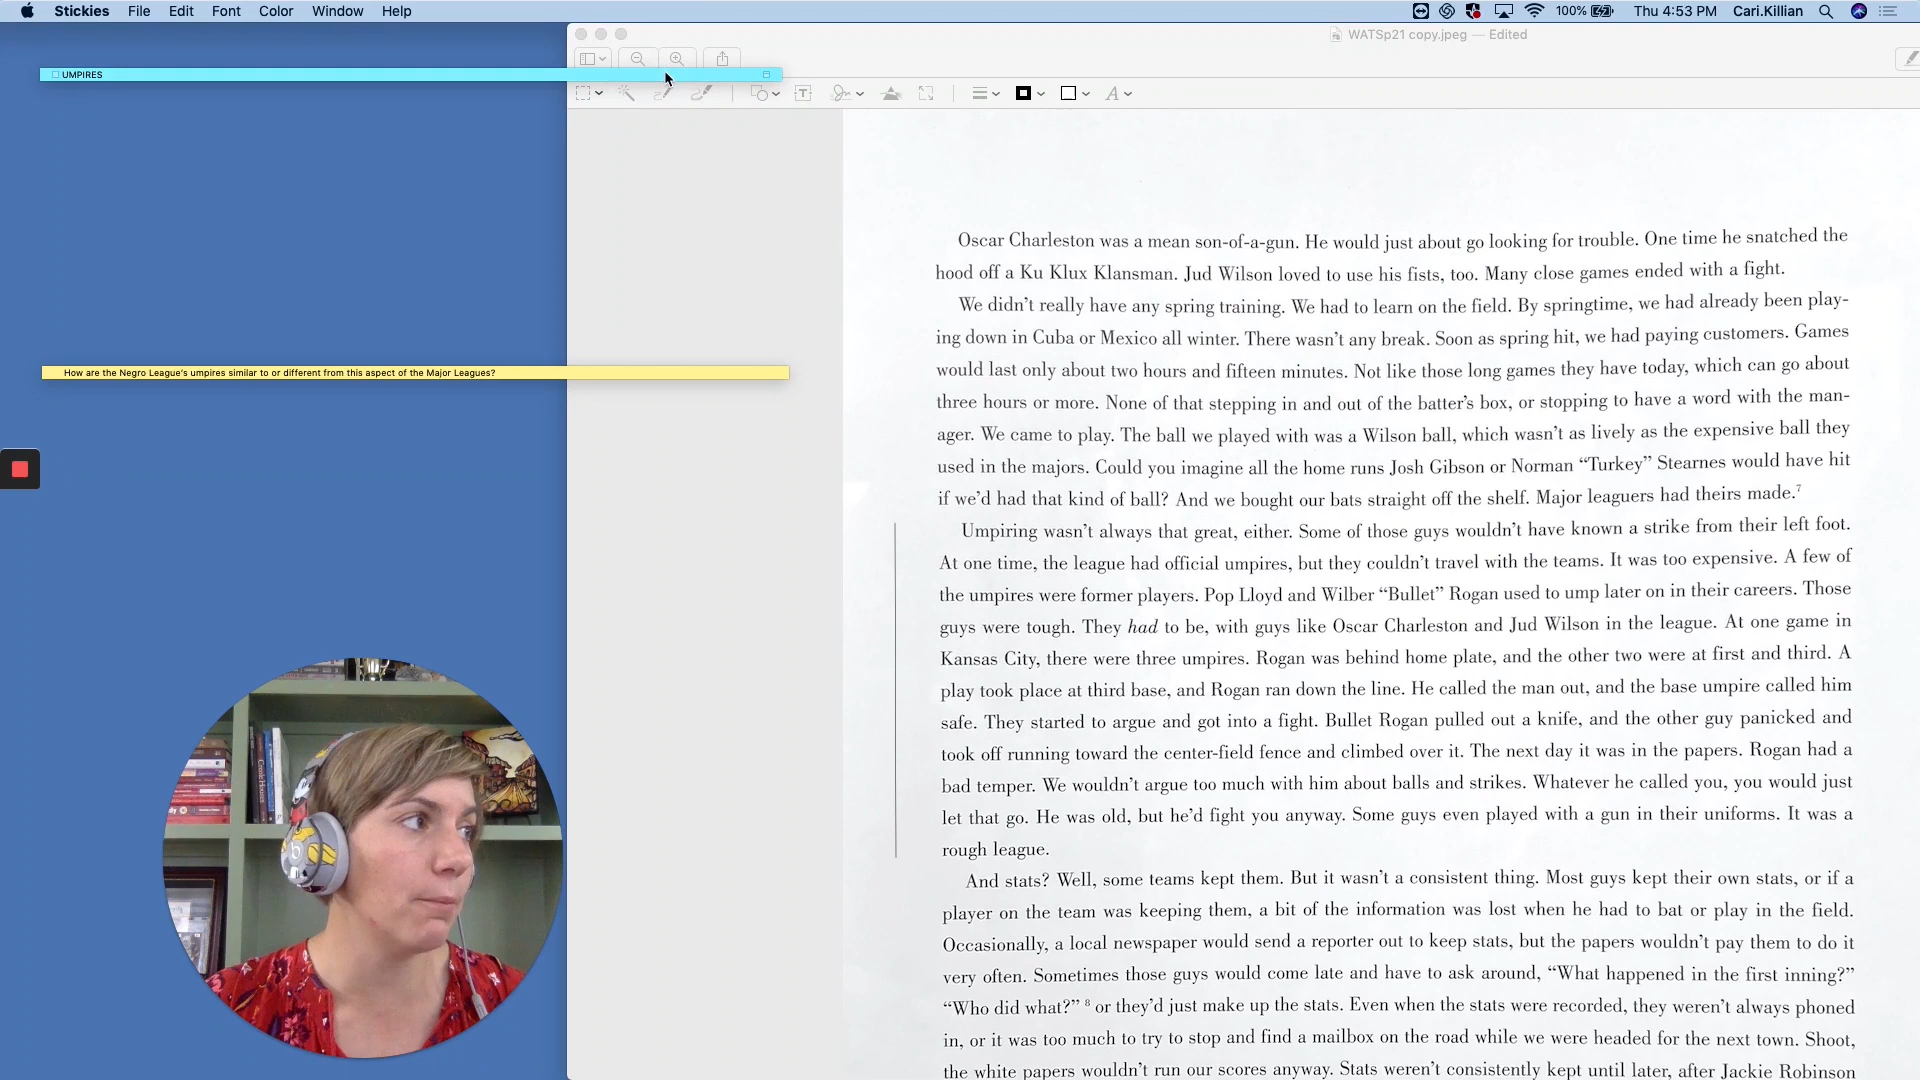 Stickies File Edit Font Color Window Help
100% Thu 4:53 PM Cari.Killian
WATSp21 copy.jpeg — Edited
UMPIRES
How are the Negro League's umpires similar to or different from this aspect of the Major Leagues?
Oscar Charleston was a mean son-of-a-gun. He would just about go looking for trouble. One time he snatched the
hood off a Ku Klux Klansman. Jud Wilson loved to use his fists, too. Many close games ended with a fight.
We didn't really have any spring training. We had to learn on the field. By springtime, we had already been play-
ing down in Cuba or Mexico all winter. There wasn't any break. Soon as spring hit, we had paying customers. Games
would last only about two hours and fifteen minutes. Not like those long games they have today, which can go about
three hours or more. None of that stepping in and out of the batter's box, or stopping to have a word with the man-
ager. We came to play. The ball we played with was a Wilson ball, which wasn't as lively as the expensive ball they
used in the majors. Could you imagine all the home runs Josh Gibson or Norman “Turkey” Stearnes would have hit
if we'd had that kind of ball? And we bought our bats straight off the shelf. Major leaguers had theirs made.7
Umpiring wasn't always that great, either. Some of those guys wouldn't have known a strike from their left foot.
At one time, the league had official umpires, but they couldn't travel with the teams. It was too expensive. A few of
the umpires were former players. Pop Lloyd and Wilber “Bullet” Rogan used to ump later on in their careers. Those
guys were tough. They had to be, with guys like Oscar Charleston and Jud Wilson in the league. At one game in
Kansas City, there were three umpires. Rogan was behind home plate, and the other two were at first and third. A
play took place at third base, and Rogan ran down the line. He called the man out, and the base umpire called him
safe. They started to argue and got into a fight. Bullet Rogan pulled out a knife, and the other guy panicked and
took off running toward the center-field fence and climbed over it. The next day it was in the papers. Rogan had a
bad temper. We wouldn't argue too much with him about balls and strikes. Whatever he called you, you would just
let that go. He was old, but he'd fight you anyway. Some guys even played with a gun in their uniforms. It was a
rough league.
And stats? Well, some teams kept them. But it wasn't a consistent thing. Most guys kept their own stats, or if a
player on the team was keeping them, a bit of the information was lost when he had to bat or play in the field.
Occasionally, a local newspaper would send a reporter out to keep stats, but the papers wouldn't pay them to do it
very often. Sometimes those guys would come late and have to ask around, “What happened in the first inning?”
“Who did what?” 8 or they'd just make up the stats. Even when the stats were recorded, they weren't always phoned
in, or it was too much to try to stop and find a mailbox on the road while we were headed for the next town. Shoot,
the white papers wouldn't run our scores anyway. Stats weren't consistently kept until later, after Jackie Robinson